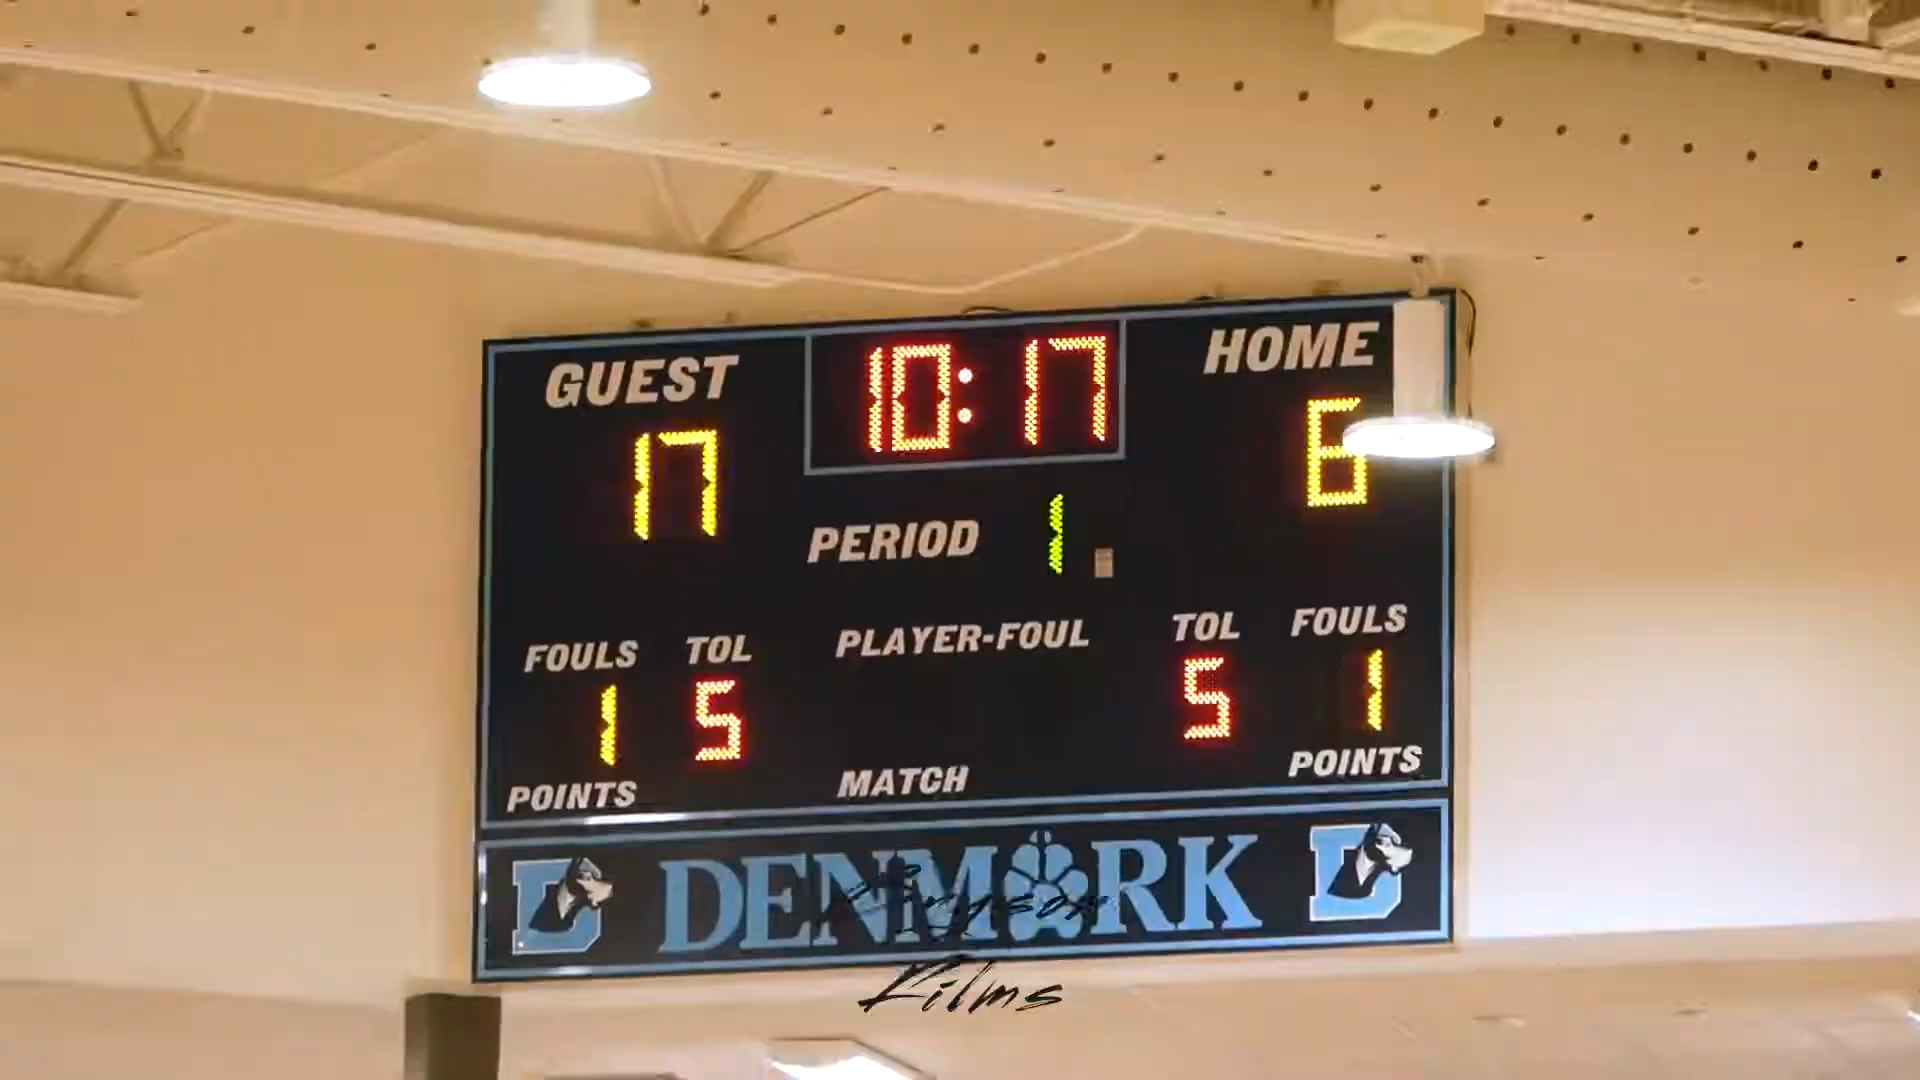 GUEST 10:17 HOME
17 6
PERIOD 1
FOULS TOL PLAYER-FOUL TOL FOULS
1 5 5 1
POINTS MATCH POINTS
D DENMARK D
Bryson
Films